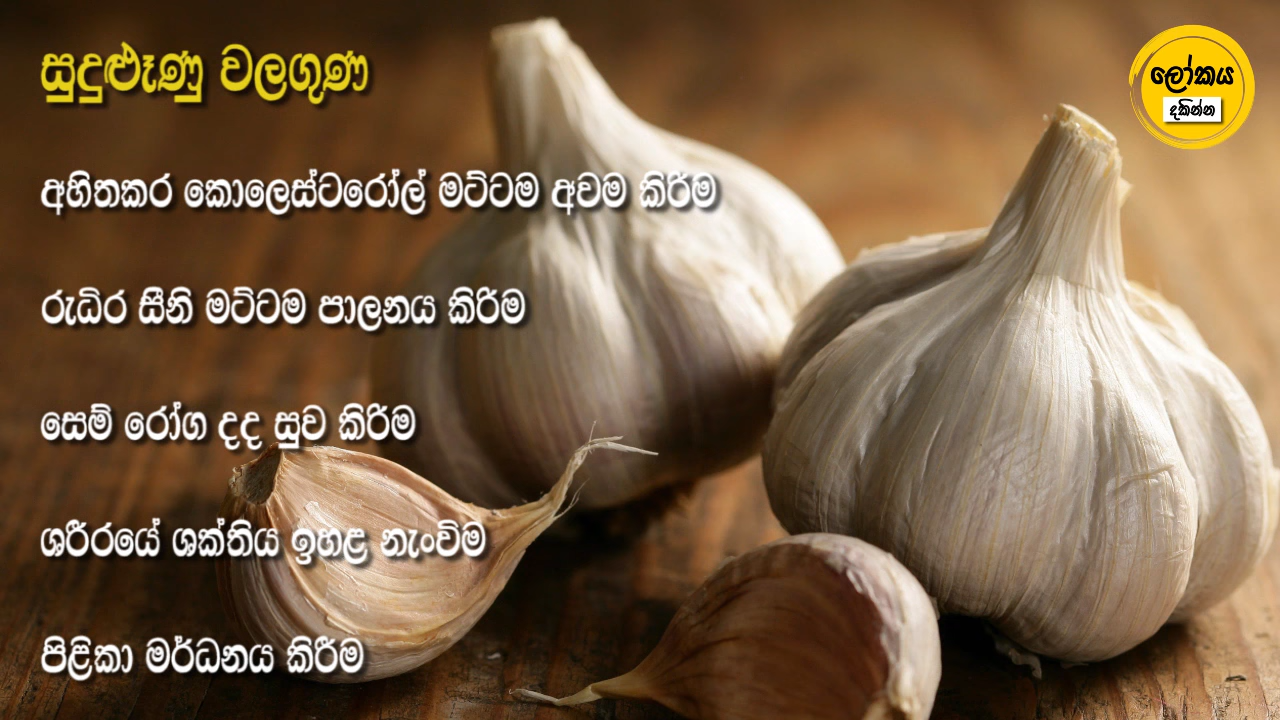 සුදුළූණු වලගුණ
ලෝකය
දකින්න
අහිතකර කොලෙස්ටරෝල් මට්ටම අවම කිරිම
රුධිර සීනි මට්ටම පාලනය කිරිම
සෙම් රෝග දද සුව කිරිම
ශරීරයේ ශක්තිය ඉහළ නැංවිම
පිළිකා මර්ධනය කිරීම